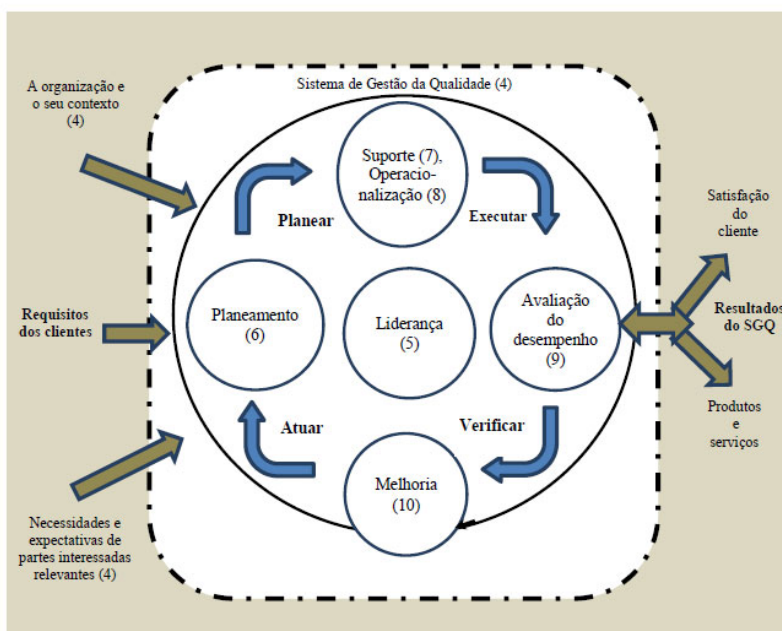 Sistema de Gestão da Qualidade (4)
A organização e
o seu contexto
(4)
Suporte (7),
Operacio-
nalização (8)
Planear
Executar
Satisfação
do
cliente
Requisitos
dos clientes
Planeamento
(6)
Liderança
(5)
Avaliação
do
desempenho
(9)
Resultados
do SGQ
Atuar
Verificar
Produtos
e
serviços
Melhoria
(10)
Necessidades e
expectativas de
partes interessadas
relevantes (4)